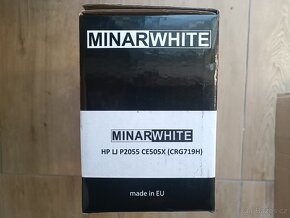 MINARWHITE
MINARWHITE
HP LJ P2055 CE505X (CRG719H)
made in EU